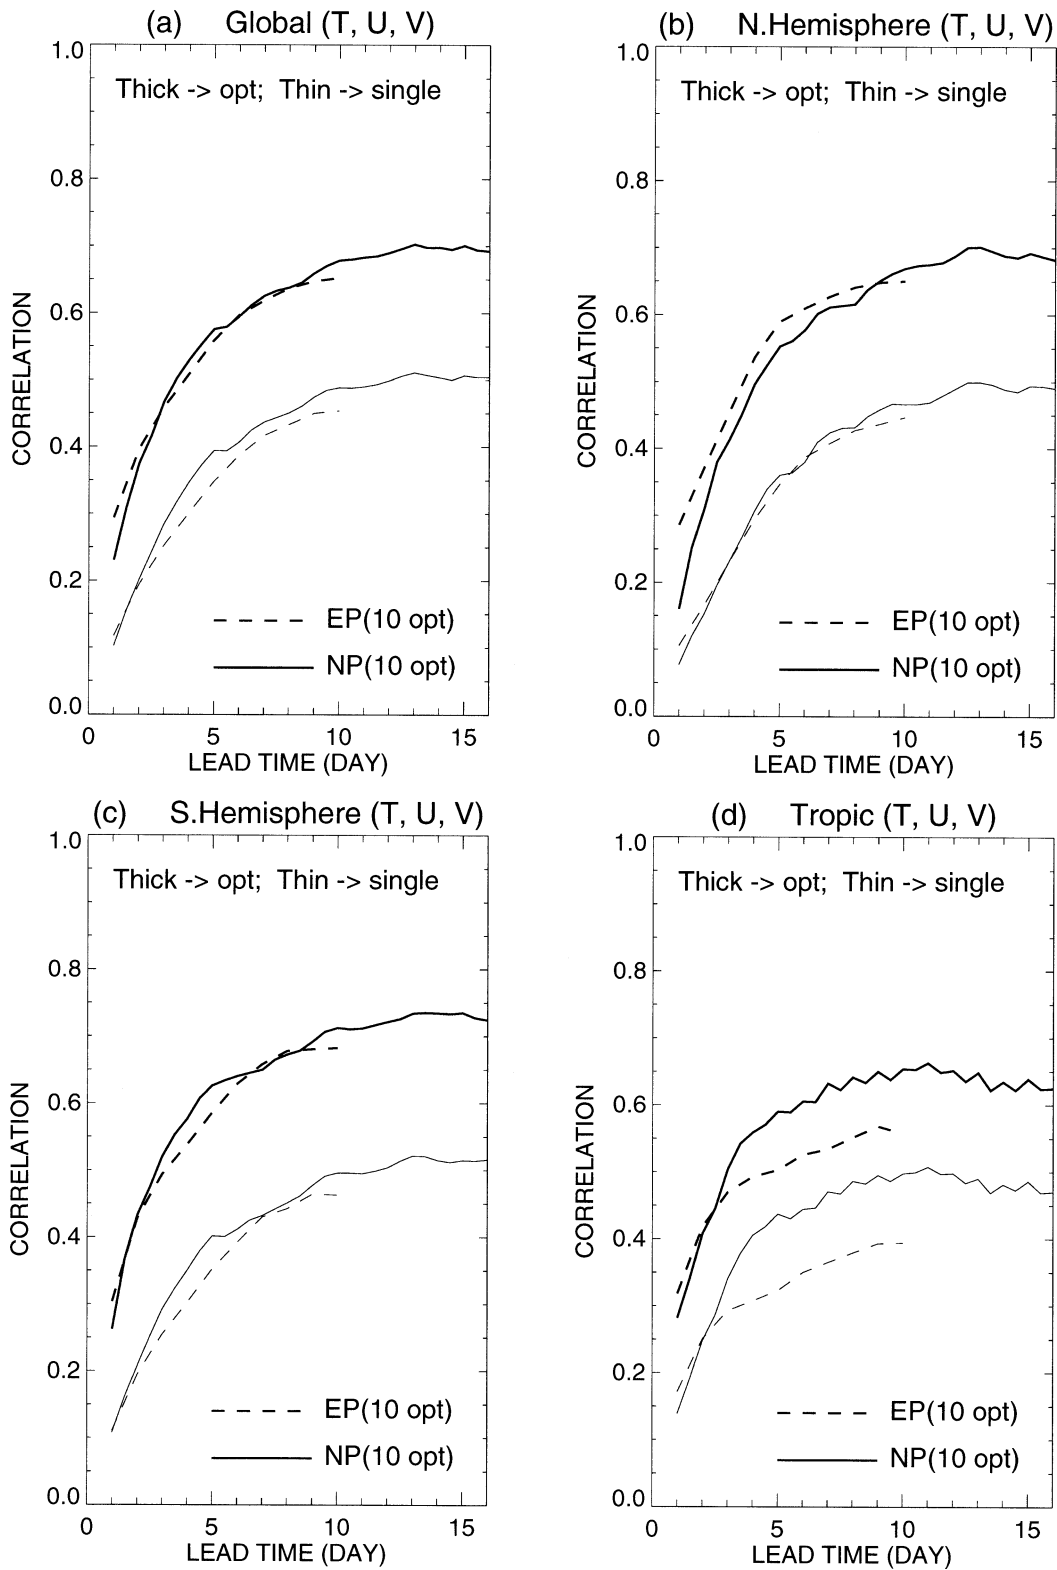 (a) Global (T, U, V)
1.0
Thick -> opt; Thin -> single
0.8
0.6
CORRELATION
0.4
0.2
EP(10 opt)
NP(10 opt)
0.0
0 5 10 15
LEAD TIME (DAY)
(b) N.Hemisphere (T, U, V)
1.0
Thick -> opt; Thin -> single
0.8
0.6
CORRELATION
0.4
0.2
EP(10 opt)
NP(10 opt)
0.0
0 5 10 15
LEAD TIME (DAY)
(c) S.Hemisphere (T, U, V)
1.0
Thick -> opt; Thin -> single
0.8
0.6
CORRELATION
0.4
0.2
EP(10 opt)
NP(10 opt)
0.0
0 5 10 15
LEAD TIME (DAY)
(d) Tropic (T, U, V)
1.0
Thick -> opt; Thin -> single
0.8
0.6
CORRELATION
0.4
0.2
EP(10 opt)
NP(10 opt)
0.0
0 5 10 15
LEAD TIME (DAY)